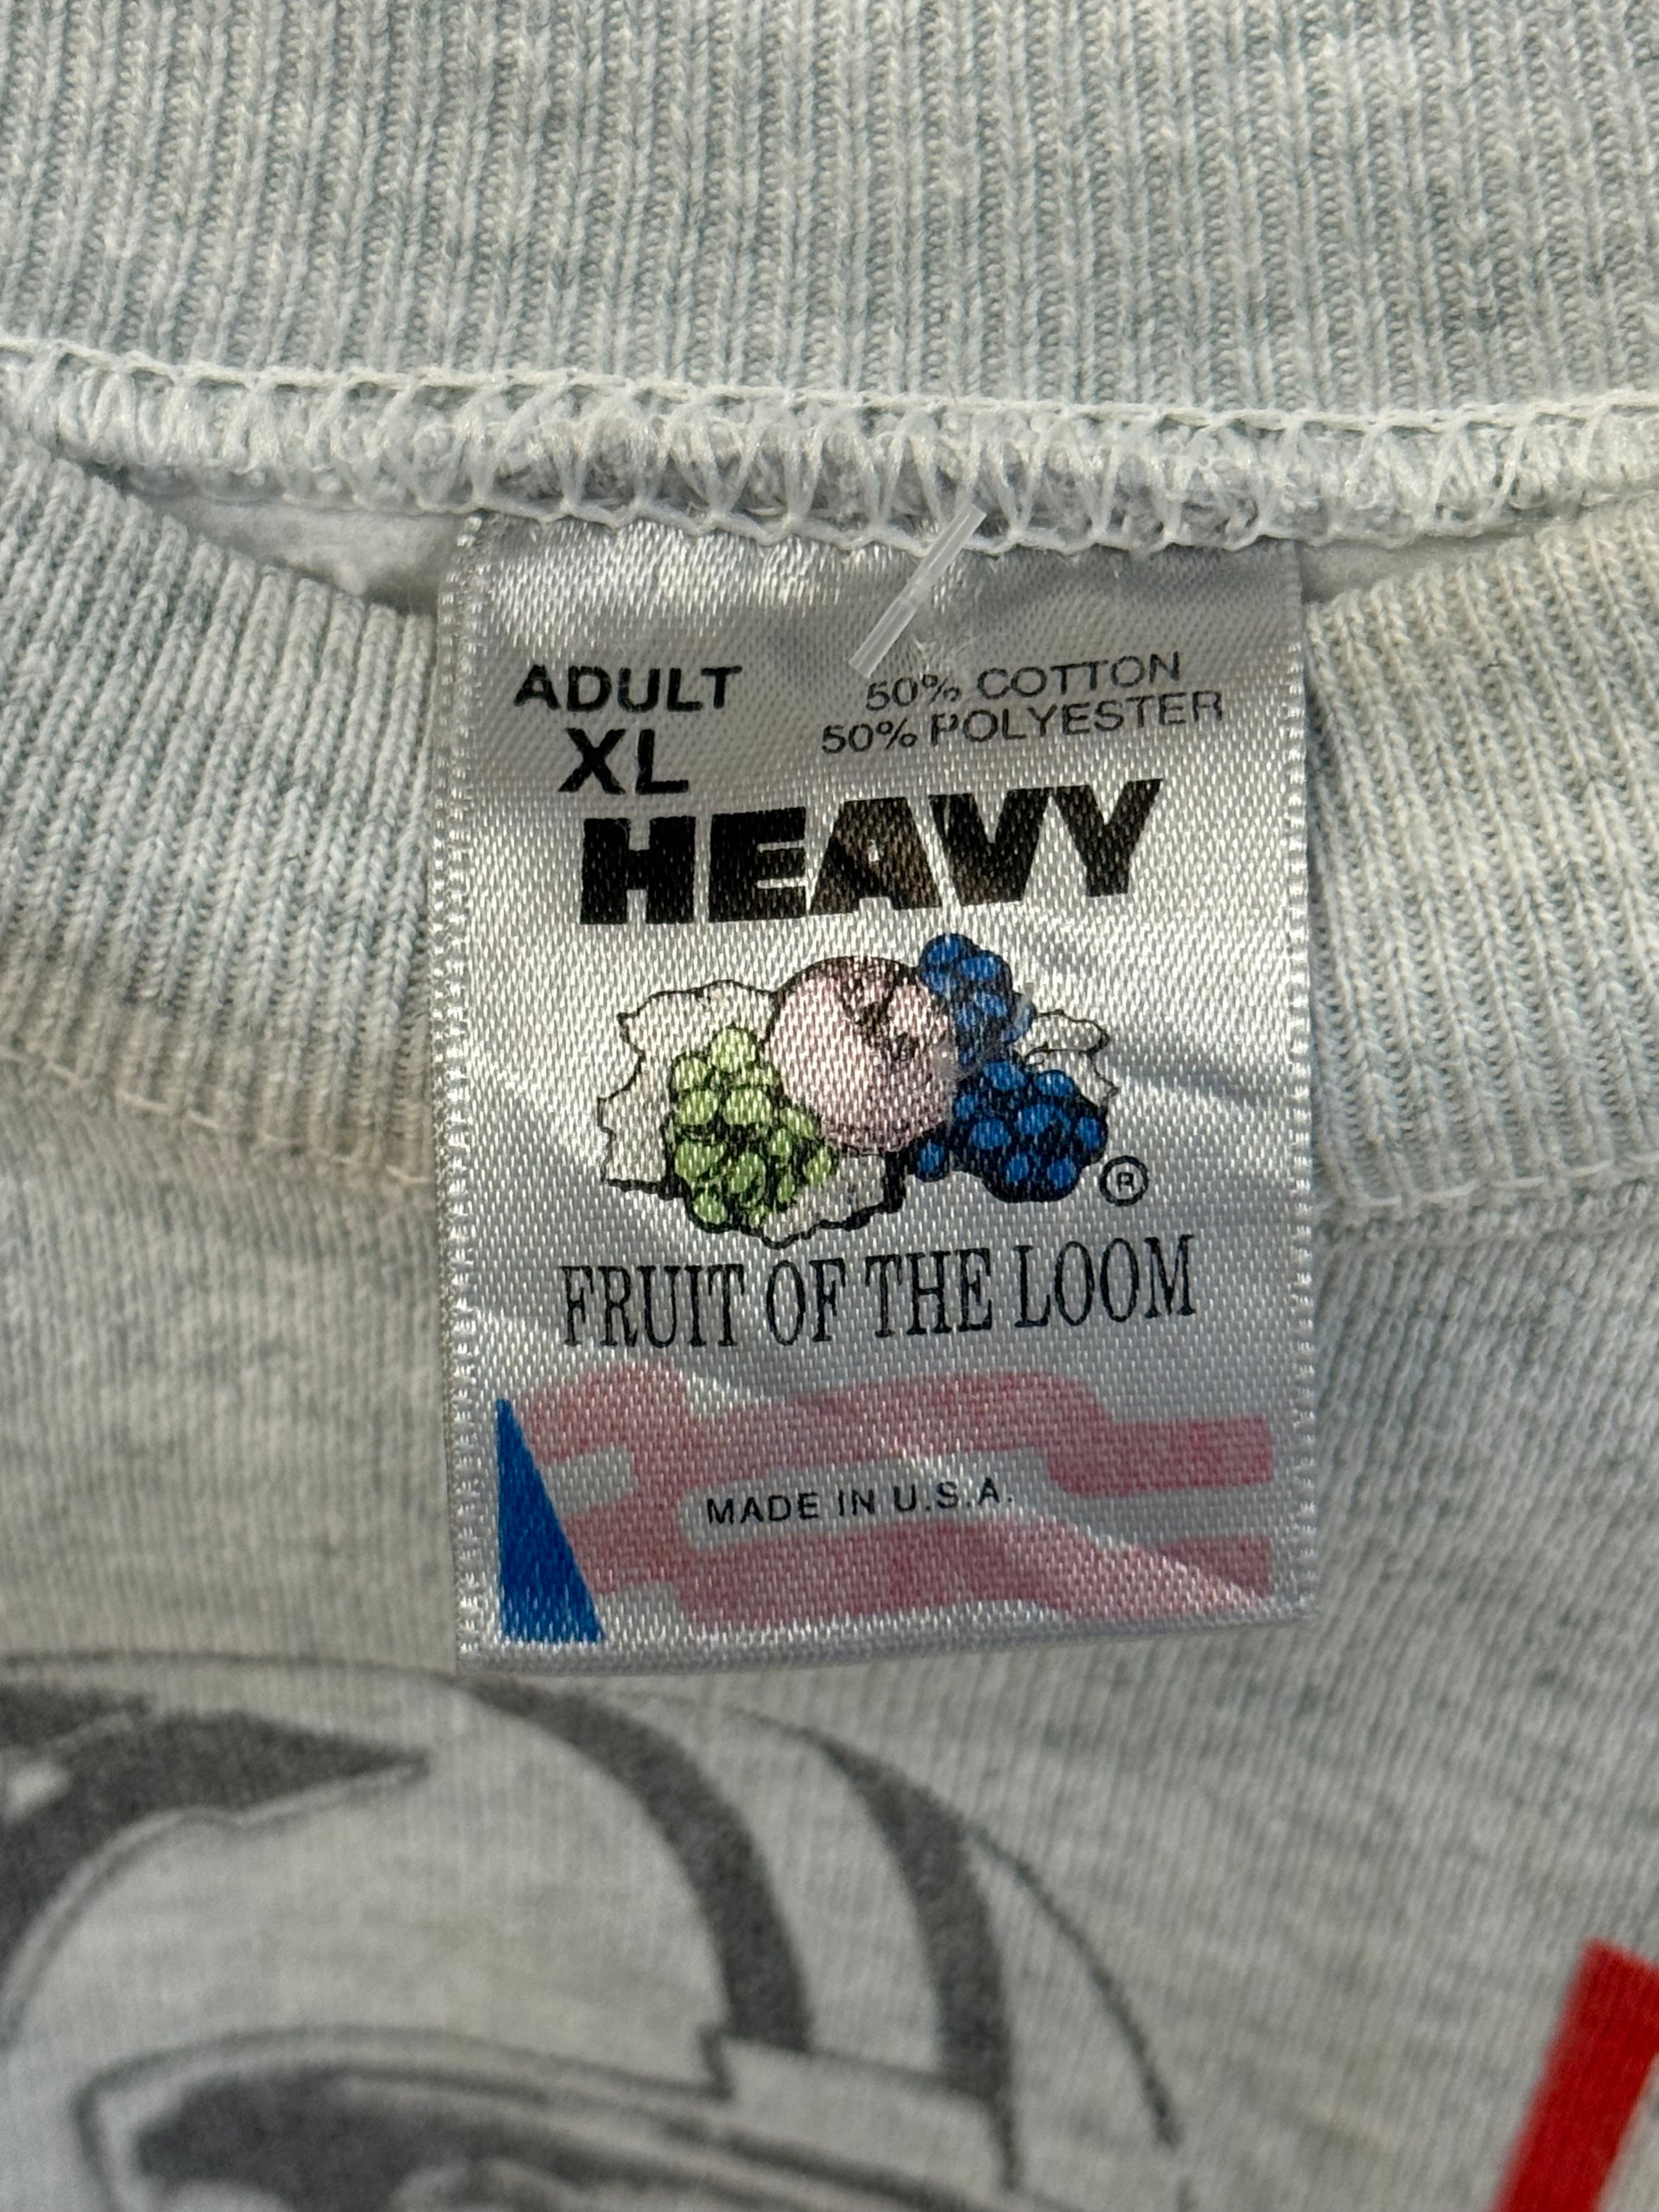 ADULT
XL
50% COTTON
50% POLYESTER
HEAVY
®
FRUIT OF THE LOOM
MADE IN U.S.A.